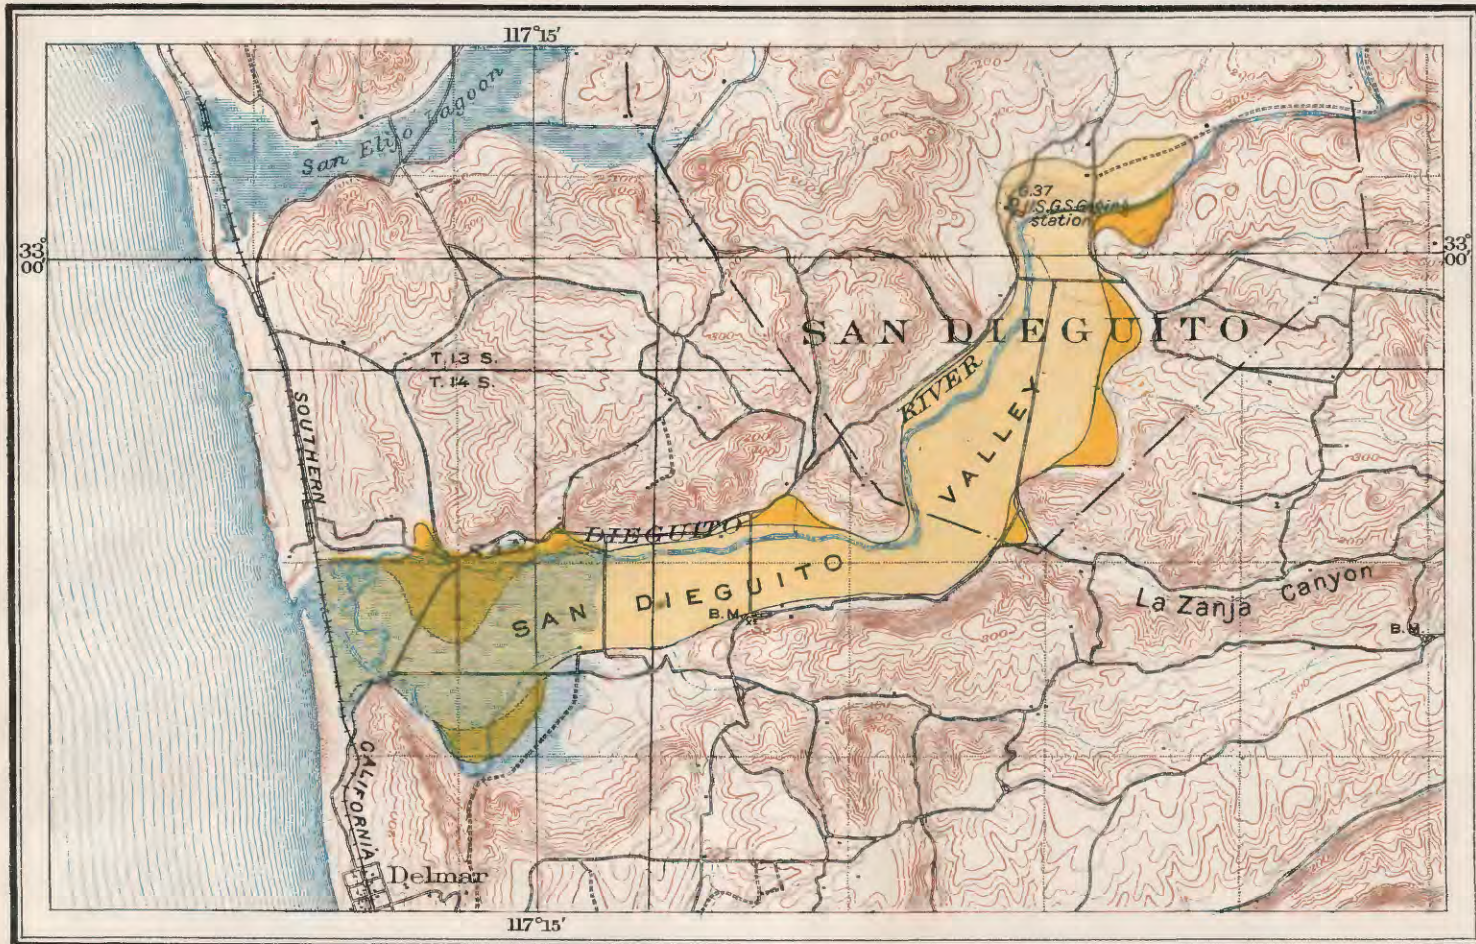 117°15'
San Elijo Lagoon
G.37
U.S.G.S. Gaging
station
33°
00'
33°
00'
SAN DIEGUITO
T. 13 S.
T. 14 S.
RIVER
SOUTHERN
VALLEY
DIEGUITO
SAN DIEGUITO
B.M.
La Zanja Canyon
B.M.
CALIFORNIA
Delmar
117°15'
200
300
300
300